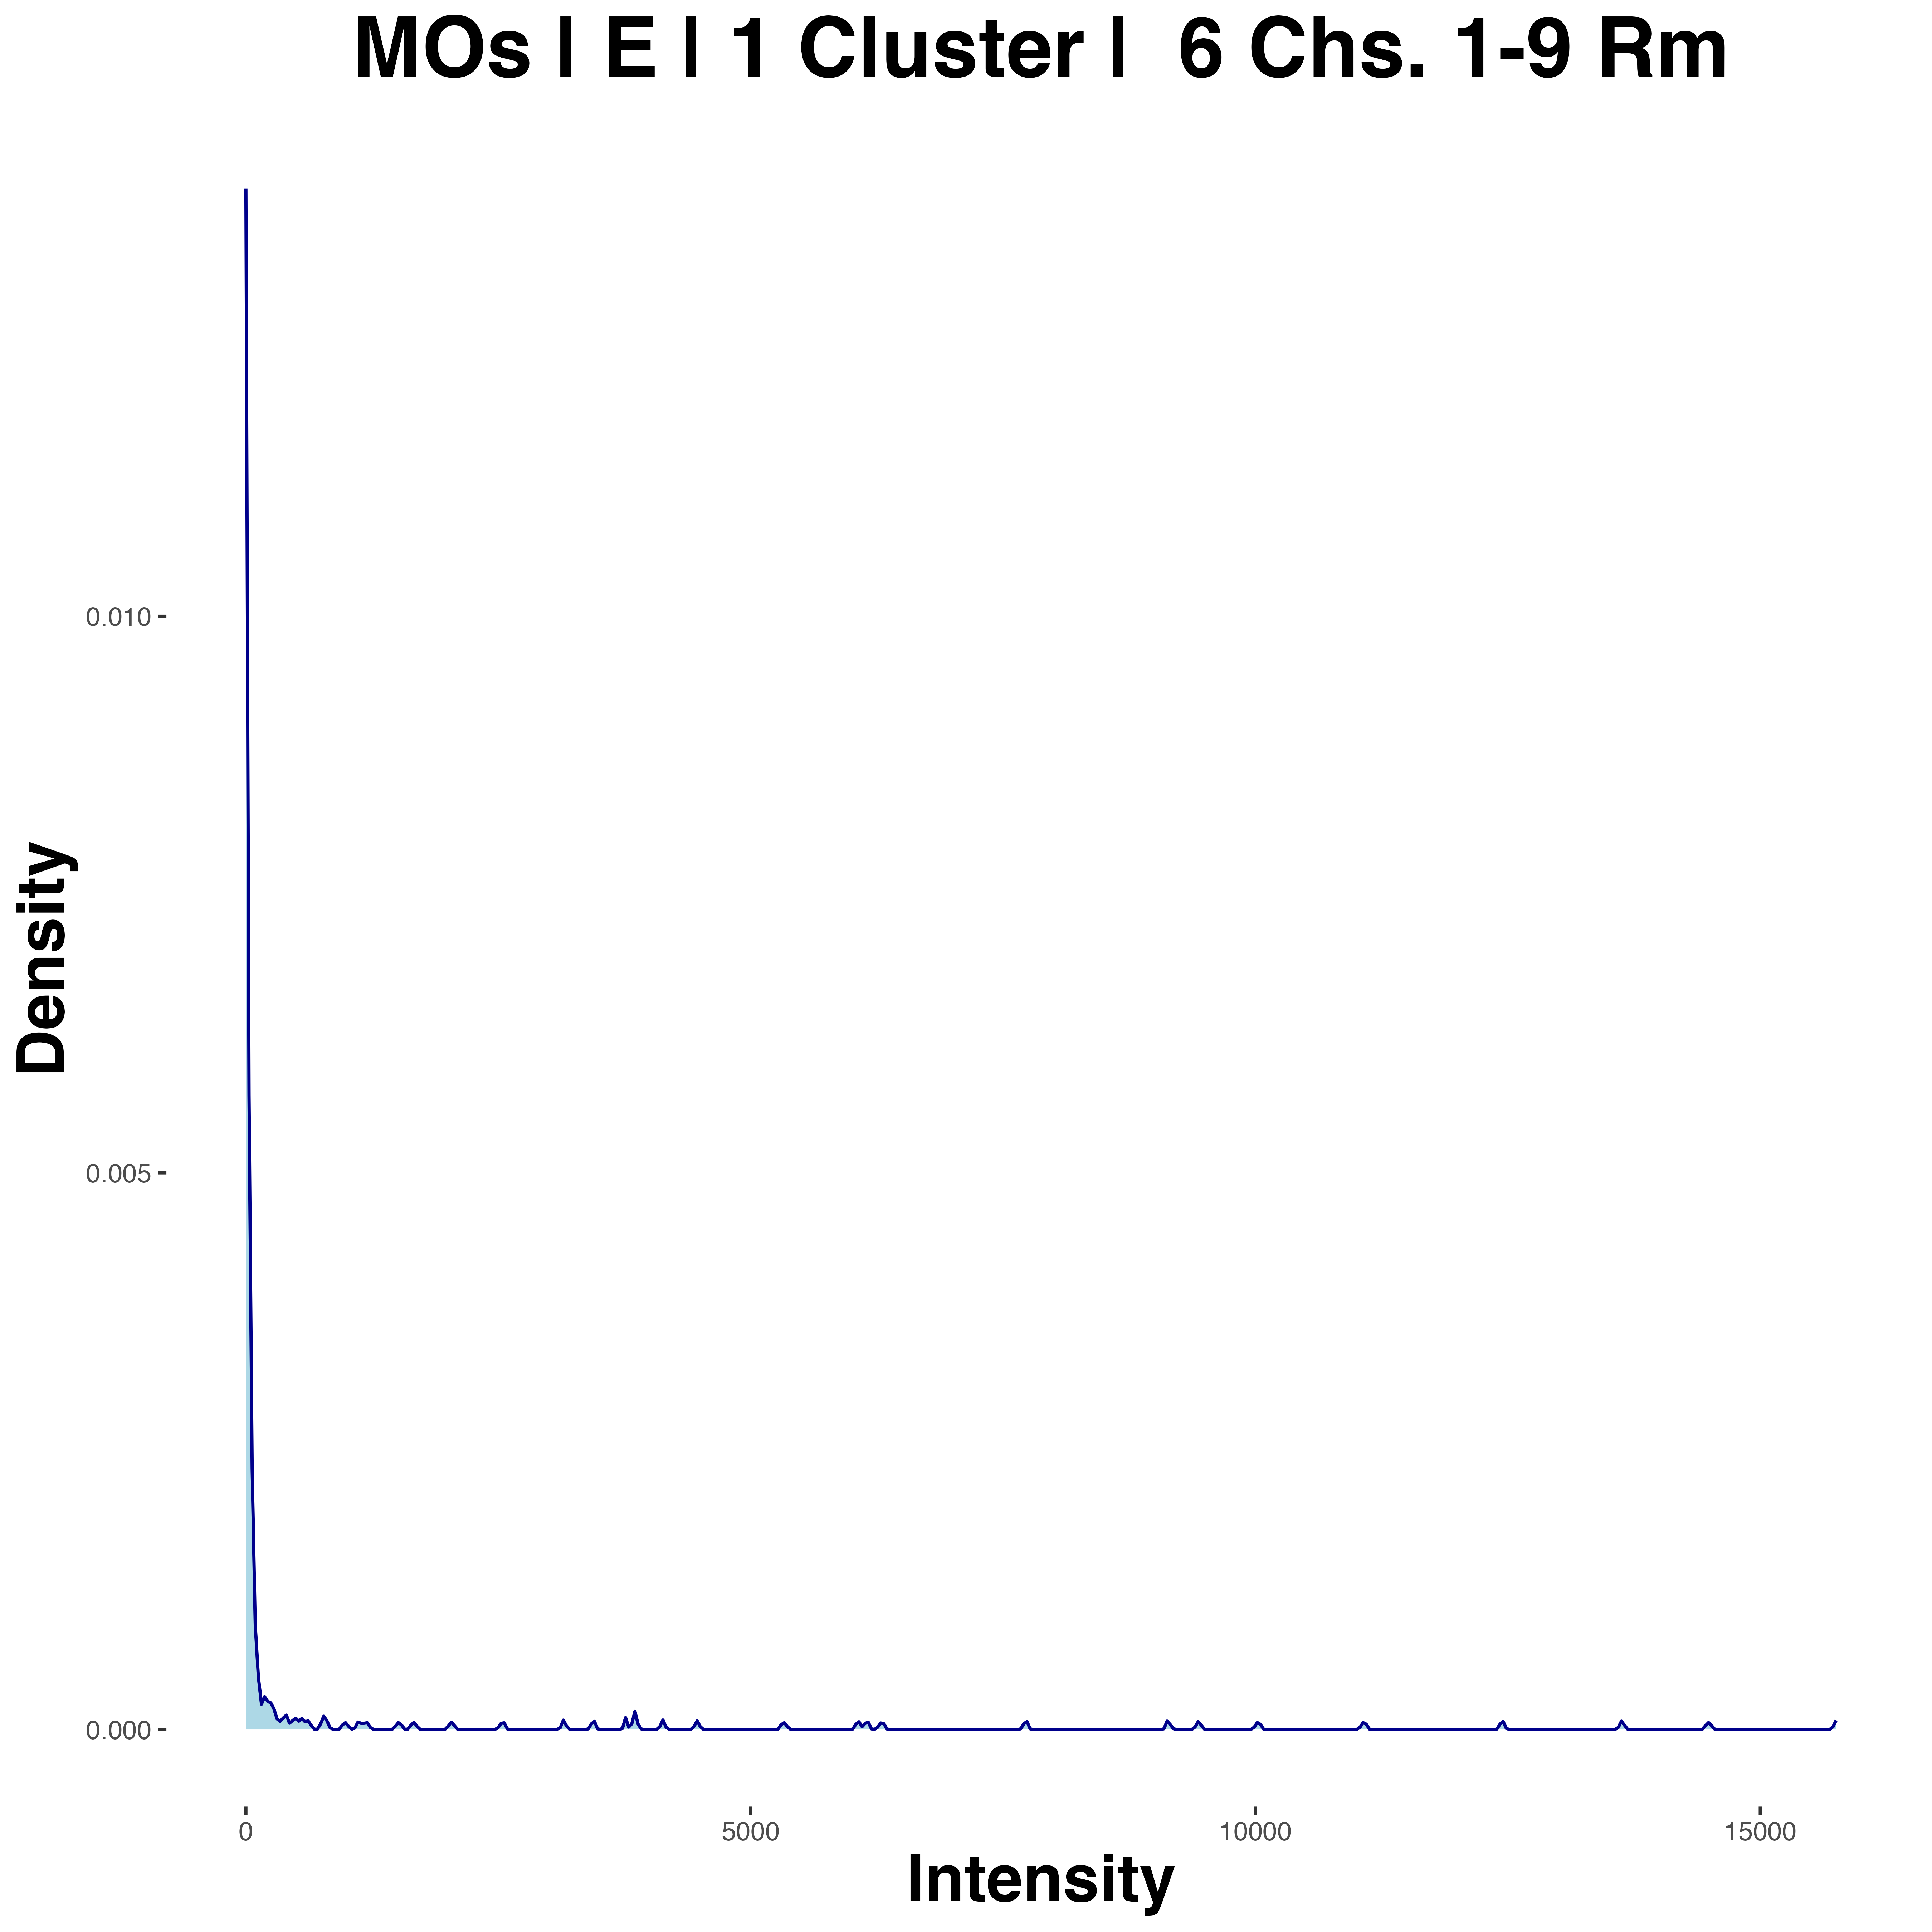 MOs | E | 1 Cluster |  6 Chs. 1-9 Rm
Density
0.010
0.005
0.000
0
5000
10000
15000
Intensity